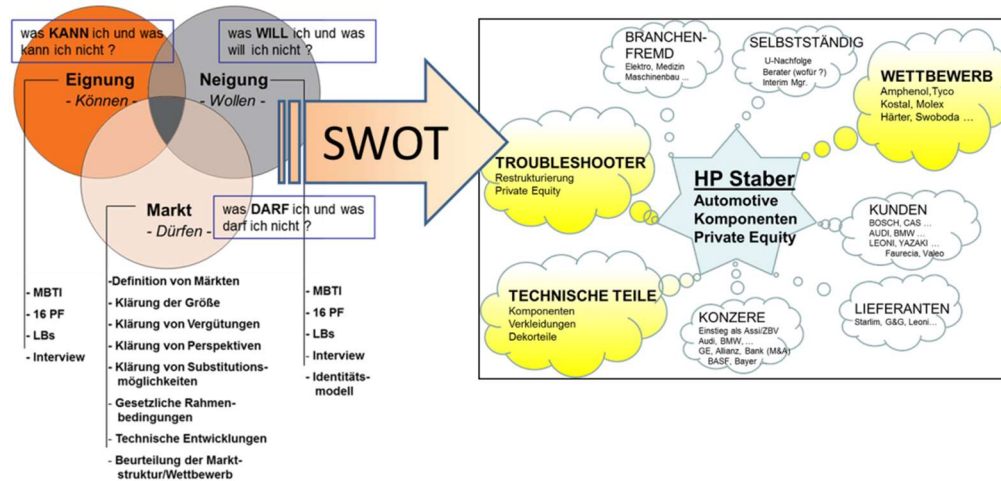 was KANN ich und was
kann ich nicht ?
Eignung
- Können -
was WILL ich und was
will ich nicht ?
Neigung
- Wollen -
Markt
- Dürfen -
was DARF ich und was
darf ich nicht ?
- MBTI
- 16 PF
- LBs
- Interview
-Definition von Märkten
- Klärung der Größe
- Klärung von Vergütungen
- Klärung von Perspektiven
- Klärung von Substitutions-
möglichkeiten
- Gesetzliche Rahmen-
bedingungen
- Technische Entwicklungen
- Beurteilung der Markt-
struktur/Wettbewerb
- MBTI
- 16 PF
- LBs
- Interview
- Identitäts-
modell
SWOT
BRANCHEN-
FREMD
Elektro, Medizin
Maschinenbau ...
SELBSTSTÄNDIG
U-Nachfolge
Berater (wofür ?)
Interim Mgr.
WETTBEWERB
Amphenol,Tyco
Kostal, Molex
Härter, Swoboda ...
TROUBLESHOOTER
Restrukturierung
Private Equity
HP Staber
Automotive
Komponenten
Private Equity
KUNDEN
BOSCH, CAS ...
AUDI, BMW ...
LEONI, YAZAKI ...
Faurecia, Valeo
TECHNISCHE TEILE
Komponenten
Verkleidungen
Dekorteile
KONZERE
Einstieg als Assi/ZBV
Audi, BMW, ...
GE, Allianz, Bank (M&A)
BASF, Bayer
LIEFERANTEN
Starlim, G&G, Leoni...